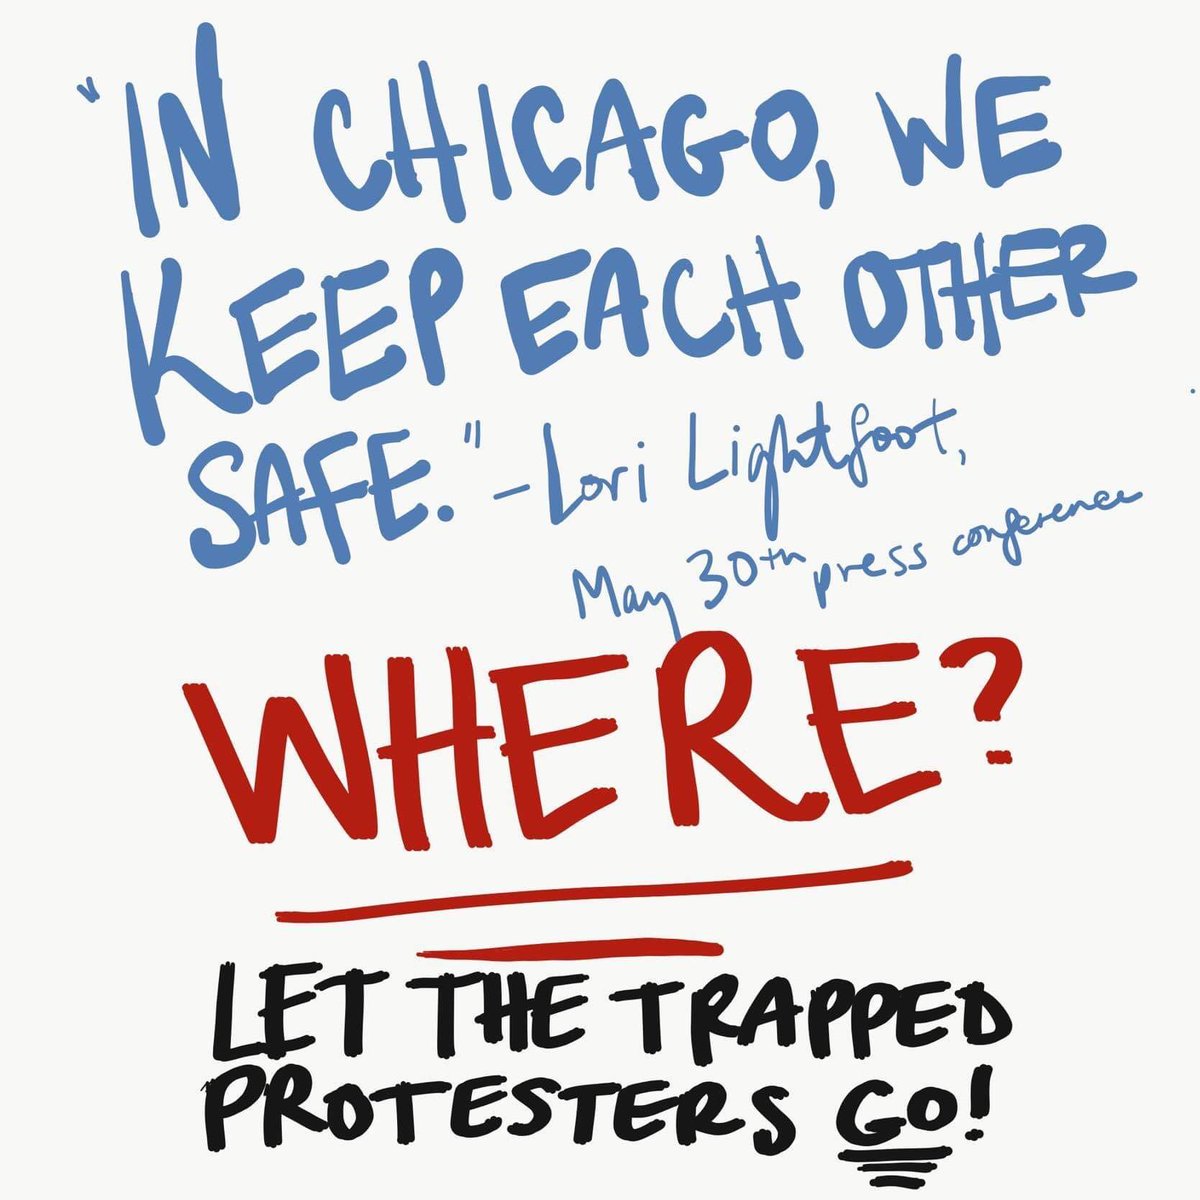 "IN CHICAGO, WE
KEEP EACH OTHER
SAFE." - Lori Lightfoot,
May 30th press conference
WHERE?
LET THE TRAPPED
PROTESTERS GO!